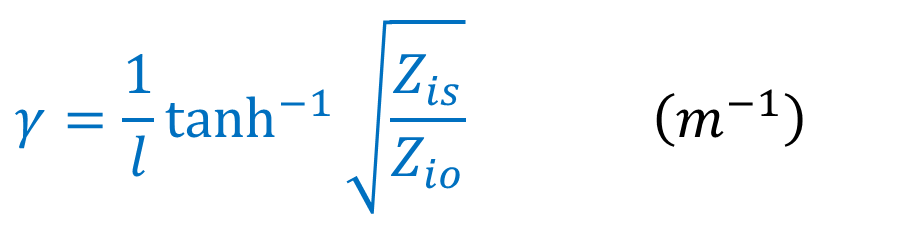 γ = 1/l tanh⁻¹ √(Z_is/Z_io) (m⁻¹)